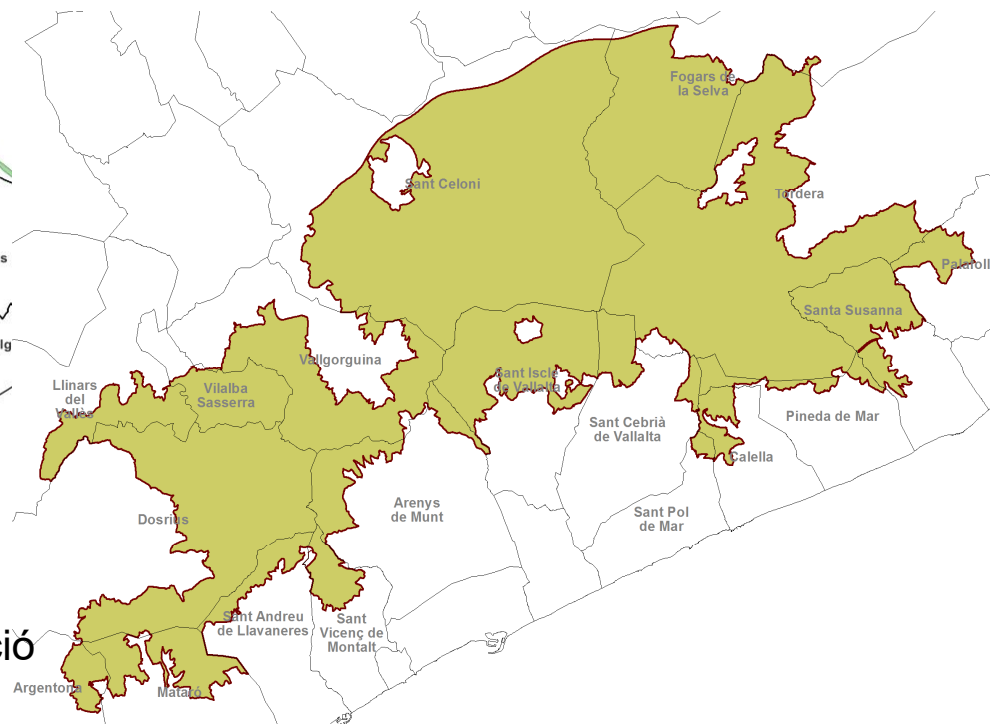 Fogars de
la Selva
Sant Celoni
Tordera
s
Palafoll
Santa Susanna
lg
Vallgorguina
Sant Iscle
de Vallalta
Llinars
del
Vallès
Vilalba
Sasserra
Pineda de Mar
Sant Cebrià
de Vallalta
Calella
Arenys
de Munt
Sant Pol
de Mar
Dosrius
Sant Andreu
de Llavaneres
Sant
Vicenç de
Montalt
ció
Argentona
Mataró